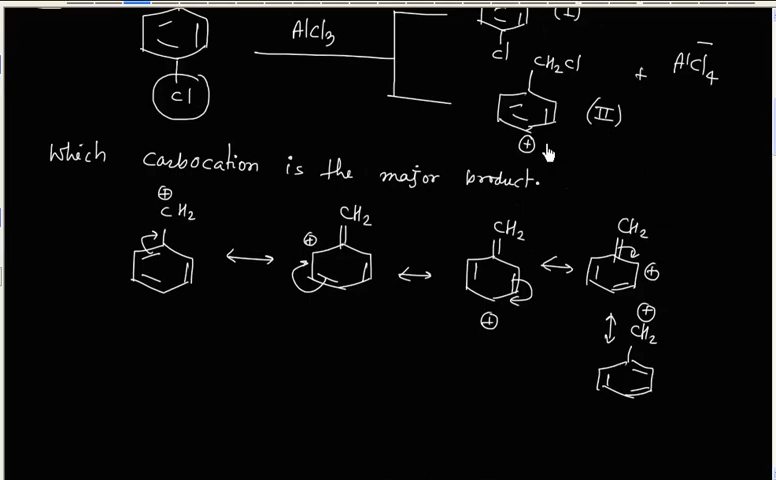 (I)
AlCl3
Cl
CH2Cl
+ AlCl4-
Cl
(II)
+
Which carbocation is the major product.
+
CH2 CH2 CH2 CH2
+
+
+
+
CH2